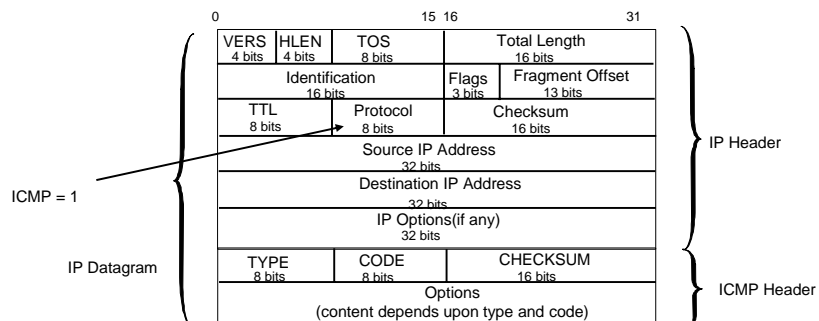 0 15 16 31
VERS HLEN TOS Total Length
4 bits 4 bits 8 bits 16 bits
Identification Flags Fragment Offset
16 bits 3 bits 13 bits
TTL Protocol Checksum
8 bits 8 bits 16 bits
IP Header
Source IP Address
32 bits
ICMP = 1
Destination IP Address
32 bits
IP Options(if any)
32 bits
IP Datagram
TYPE CODE CHECKSUM
8 bits 8 bits 16 bits
ICMP Header
Options
(content depends upon type and code)